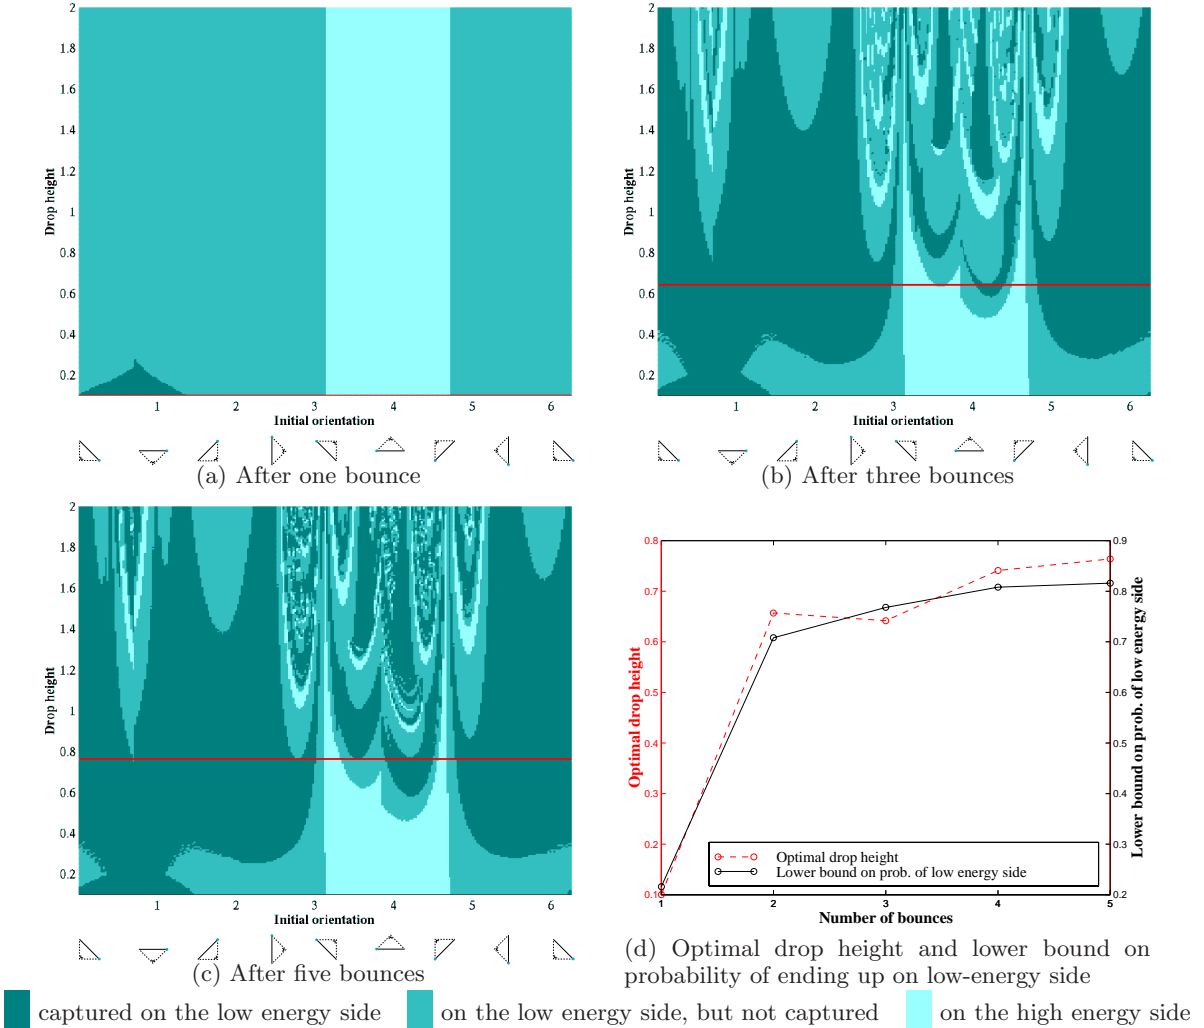 2
1.8
1.6
1.4
1.2
1
0.8
0.6
0.4
0.2
Drop height
1 2 3 4 5 6
Initial orientation
(a) After one bounce
2
1.8
1.6
1.4
1.2
1
0.8
0.6
0.4
0.2
Drop height
1 2 3 4 5 6
Initial orientation
(b) After three bounces
2
1.8
1.6
1.4
1.2
1
0.8
0.6
0.4
0.2
Drop height
1 2 3 4 5 6
Initial orientation
(c) After five bounces
0.8
0.7
0.6
0.5
0.4
0.3
0.2
0.1
Optimal drop height
0.9
0.8
0.7
0.6
0.5
0.4
0.3
0.2
Lower bound on prob. of low energy side
Optimal drop height
Lower bound on prob. of low energy side
1 2 3 4 5
Number of bounces
(d) Optimal drop height and lower bound on
probability of ending up on low-energy side
captured on the low energy side
on the low energy side, but not captured
on the high energy side